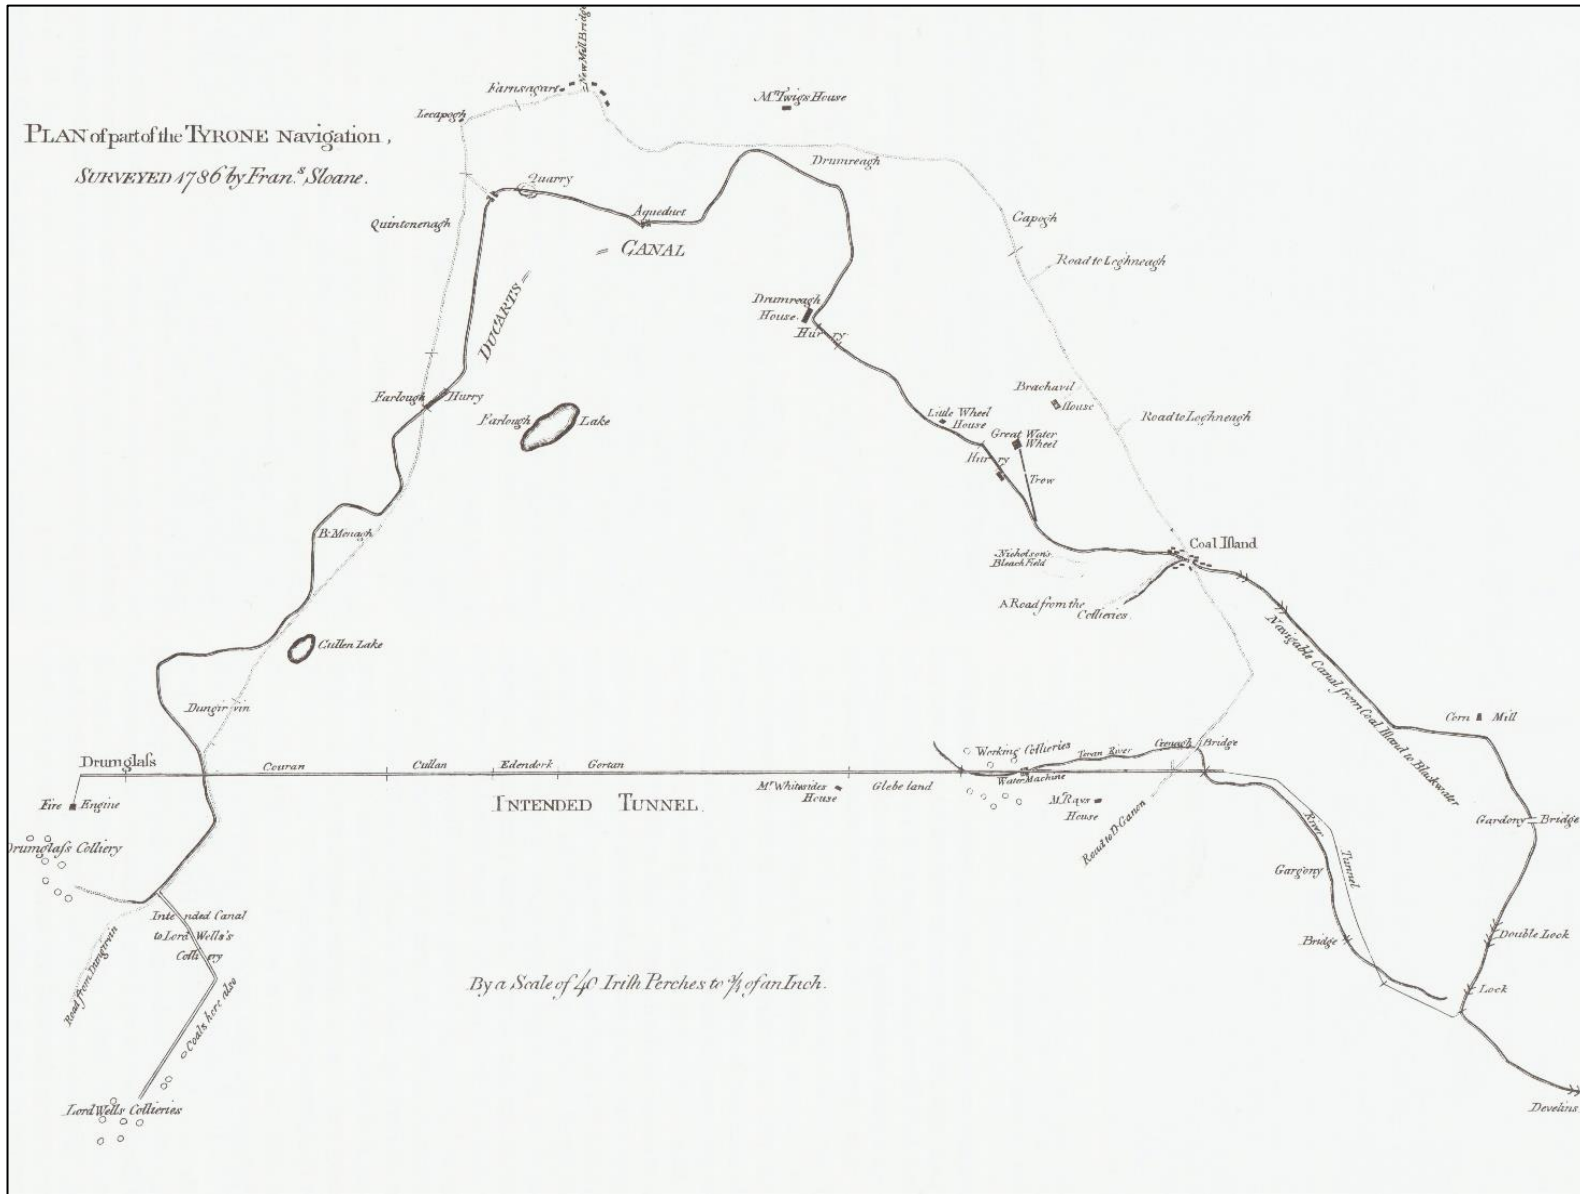 New Mill Bridge
Farnsagart
Mr. Twigs House
Lecapogh
PLAN of part of the TYRONE Navigation,
SURVEYED 1786 by Fran.s Sloane.
Drumreagh
Quarry
Quintonenagh
Aqueduct
Capogh
DUCARTS = = CANAL
Road to Loghneagh
Drumreagh
House
Hurry
Farlough Hurry
Brachavil
House
Farlough Lake
Little Wheel
House
Road to Loghneagh
Great Water
Wheel
Hurry
Trow
B: Menagh
Coal Island
Nicholson's
Bleach Field
A Road from the
Collieries
Cullen Lake
Navigable Canal from Coal Island to Blackwater
Dungirvin
Corn Mill
Working Collieries
Toran River
Crenagh Bridge
Drumglass
Couran
Cullan
Edendork
Gortan
Mr. Whitesides
House
Glebe land
Water Machine
Fire Engine
INTENDED TUNNEL.
Mr. Rays
House
Road to D. Ganon
Gardony Bridge
Drumglass Colliery
River
Tunnel
Gargony
Intended Canal
to Lord Wells's
Colliery
Bridge
Double Lock
Road from Dungirvin
By a Scale of 40 Irish Perches to ¾ of an Inch.
Coals here also
Lock
Lord Wells Collieries
Develins